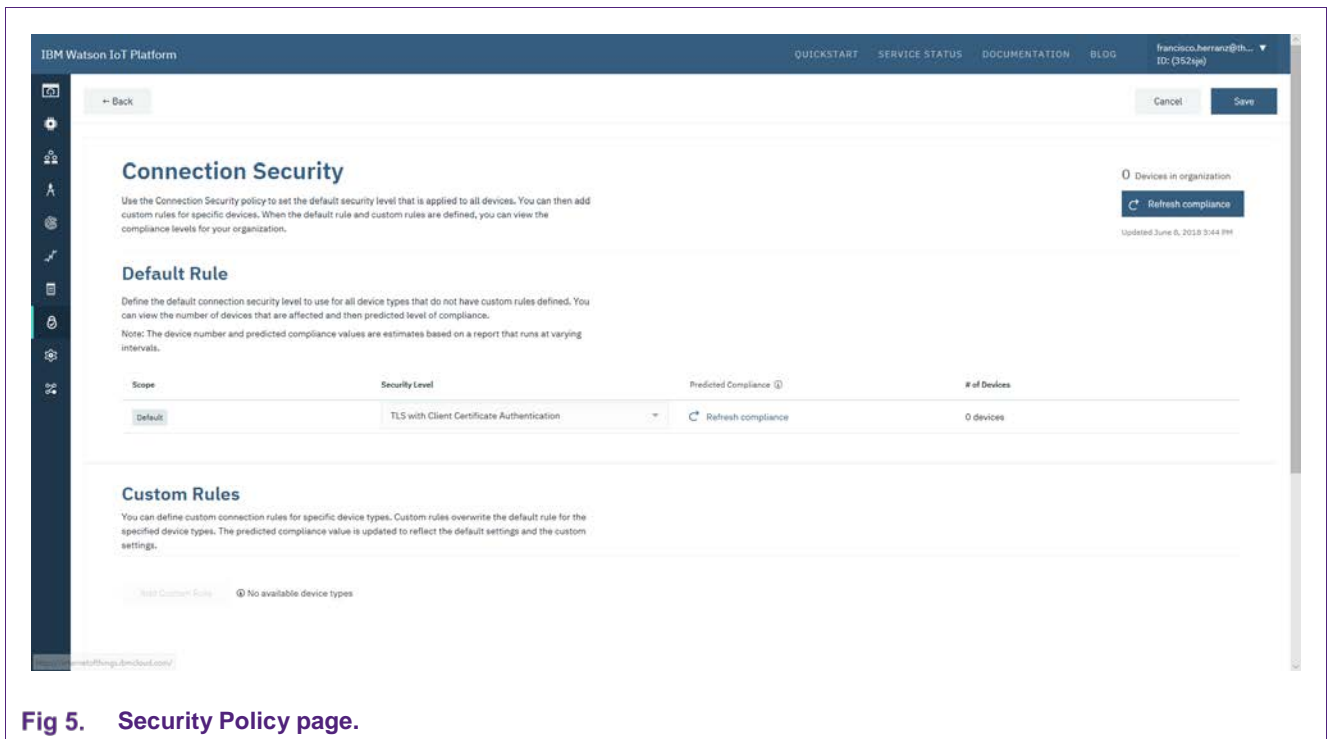 IBM Watson IoT Platform
QUICKSTART SERVICE STATUS DOCUMENTATION BLOG
francisco.herranz@th... ▼
ID: (352sje)
← Back
Cancel Save
Connection Security
0 Devices in organization
Use the Connection Security policy to set the default security level that is applied to all devices. You can then add
custom rules for specific devices. When the default rule and custom rules are defined, you can view the
compliance levels for your organization.
Refresh compliance
Updated June 8, 2018 3:44 PM
Default Rule
Define the default connection security level to use for all device types that do not have custom rules defined. You
can view the number of devices that are affected and then predicted level of compliance.
Note: The device number and predicted compliance values are estimates based on a report that runs at varying
intervals.
Scope Security Level Predicted Compliance # of Devices
Default TLS with Client Certificate Authentication Refresh compliance 0 devices
Custom Rules
You can define custom connection rules for specific device types. Custom rules overwrite the default rule for the
specified device types. The predicted compliance value is updated to reflect the default settings and the custom
settings.
Add Custom Rule No available device types
Fig 5. Security Policy page.